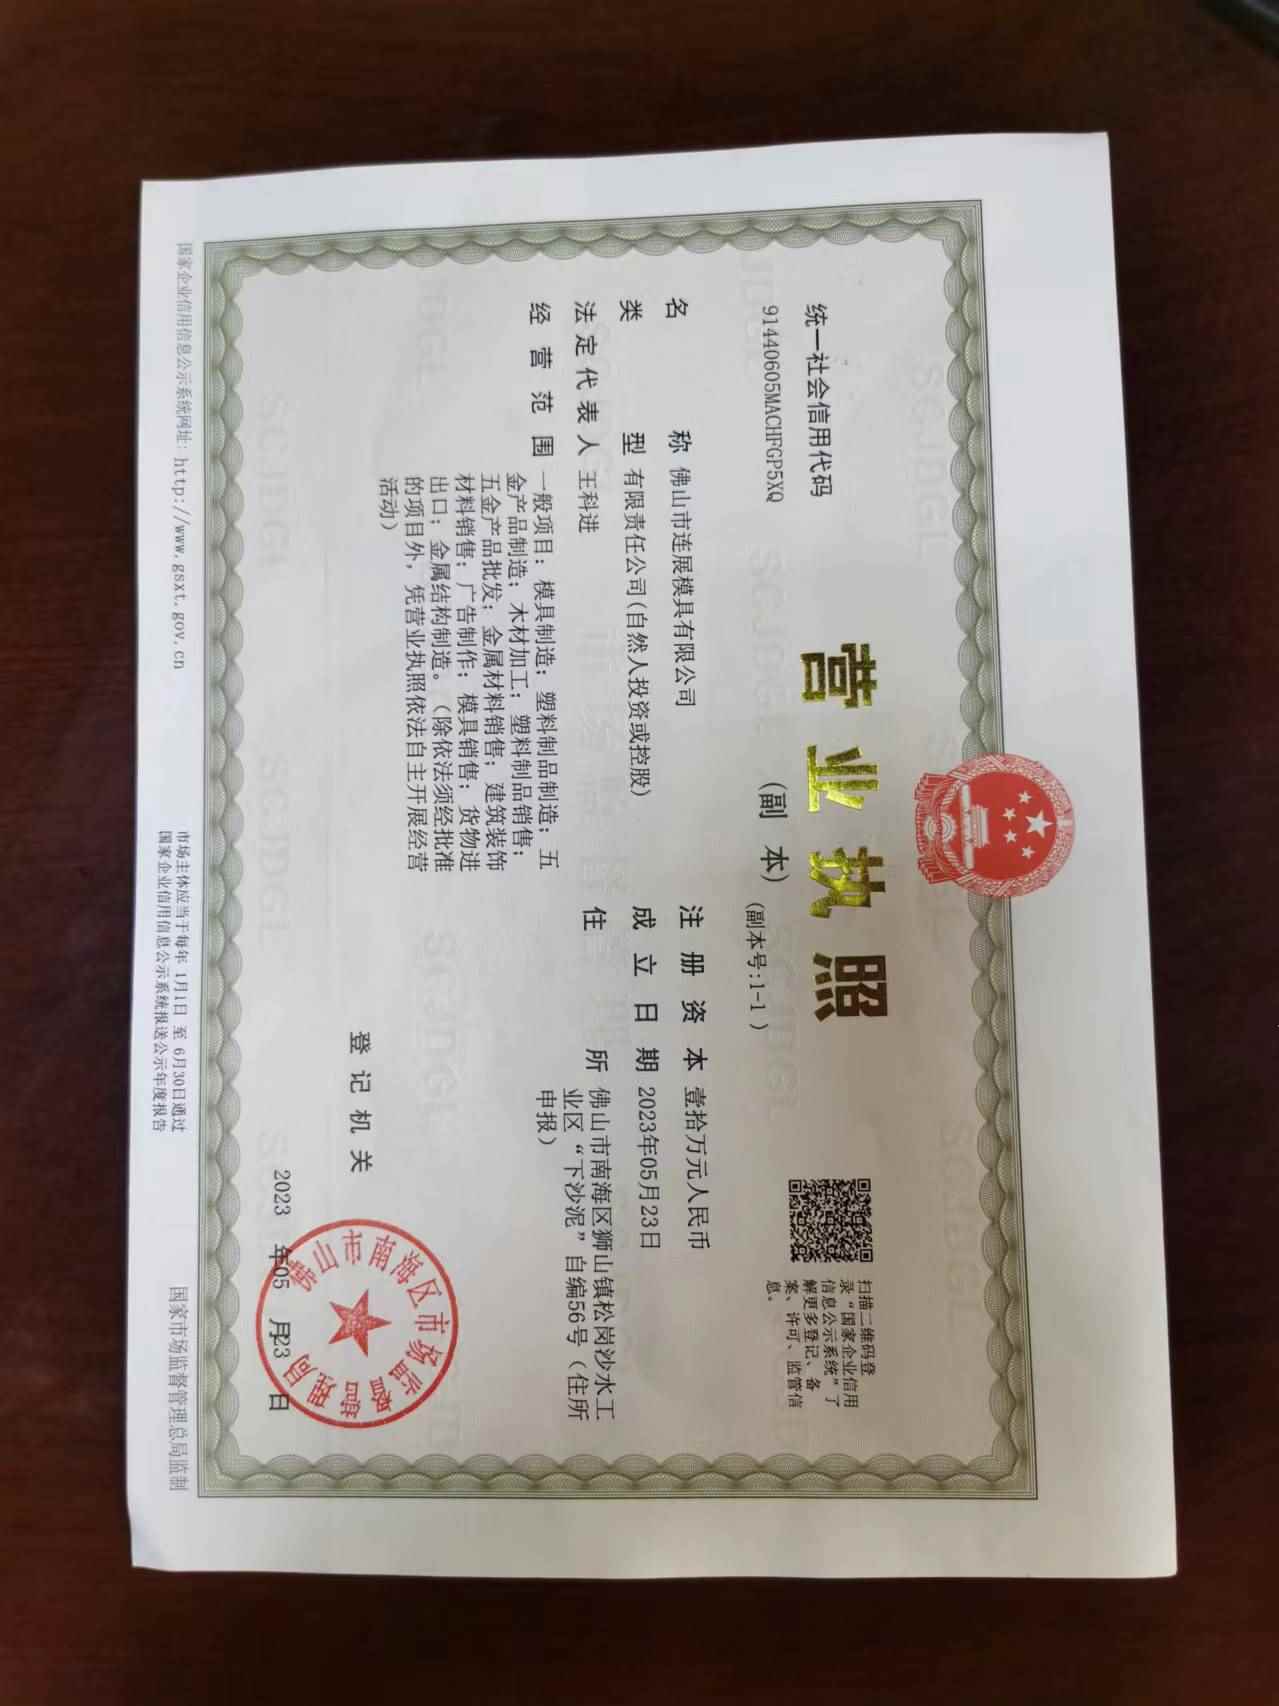 营业执照
(副 本)
(副本号:1-1)
统一社会信用代码
91440605MACHFGP5XQ
扫描二维码登
录“国家企业信用
信息公示系统”了
解更多登记、备
案、许可、监管信
息。
名 称 佛山市连展模具有限公司
类 型 有限责任公司(自然人投资或控股)
法定代表人 王科进
经营范围 一般项目：模具制造；塑料制品制造；五
金产品制造；木材加工；塑料制品销售；
五金产品批发；金属材料销售；建筑装饰
材料销售；广告制作；模具销售；货物进
出口；金属结构制造。（除依法须经批准
的项目外，凭营业执照依法自主开展经营
活动）
注册资本 壹拾万元人民币
成立日期 2023年05月23日
住 所 佛山市南海区狮山镇松岗沙水工
业区“下沙泥”自编56号（住所
申报）
登记机关
佛山市南海区市场监督管理局
2023 年05 月23 日
国家企业信用信息公示系统网址：http://www.gsxt.gov.cn
市场主体应当于每年 1月1日 至 6月30日通过
国家企业信用信息公示系统报送公示年度报告
国家市场监督管理总局监制